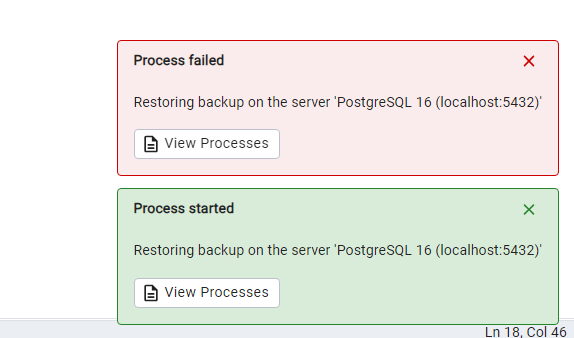 Process failed
Restoring backup on the server 'PostgreSQL 16 (localhost:5432)'
View Processes
Process started
Restoring backup on the server 'PostgreSQL 16 (localhost:5432)'
View Processes
Ln 18, Col 46